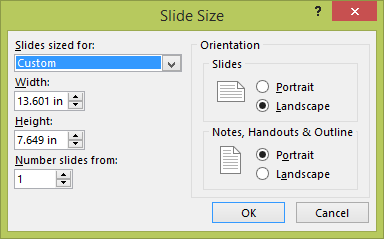 Slide Size
?
Slides sized for:
Custom
Width:
13.601 in
Height:
7.649 in
Number slides from:
1
Orientation
Slides
Portrait
Landscape
Notes, Handouts & Outline
Portrait
Landscape
OK
Cancel